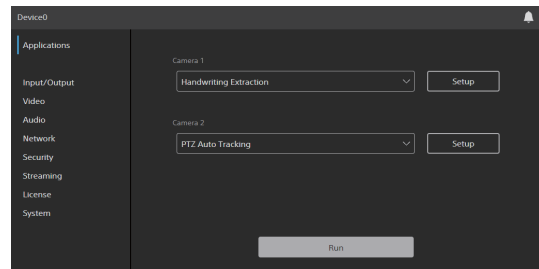 Device0
Applications
Input/Output
Video
Audio
Network
Security
Streaming
License
System
Camera 1
Handwriting Extraction
Setup
Camera 2
PTZ Auto Tracking
Setup
Run